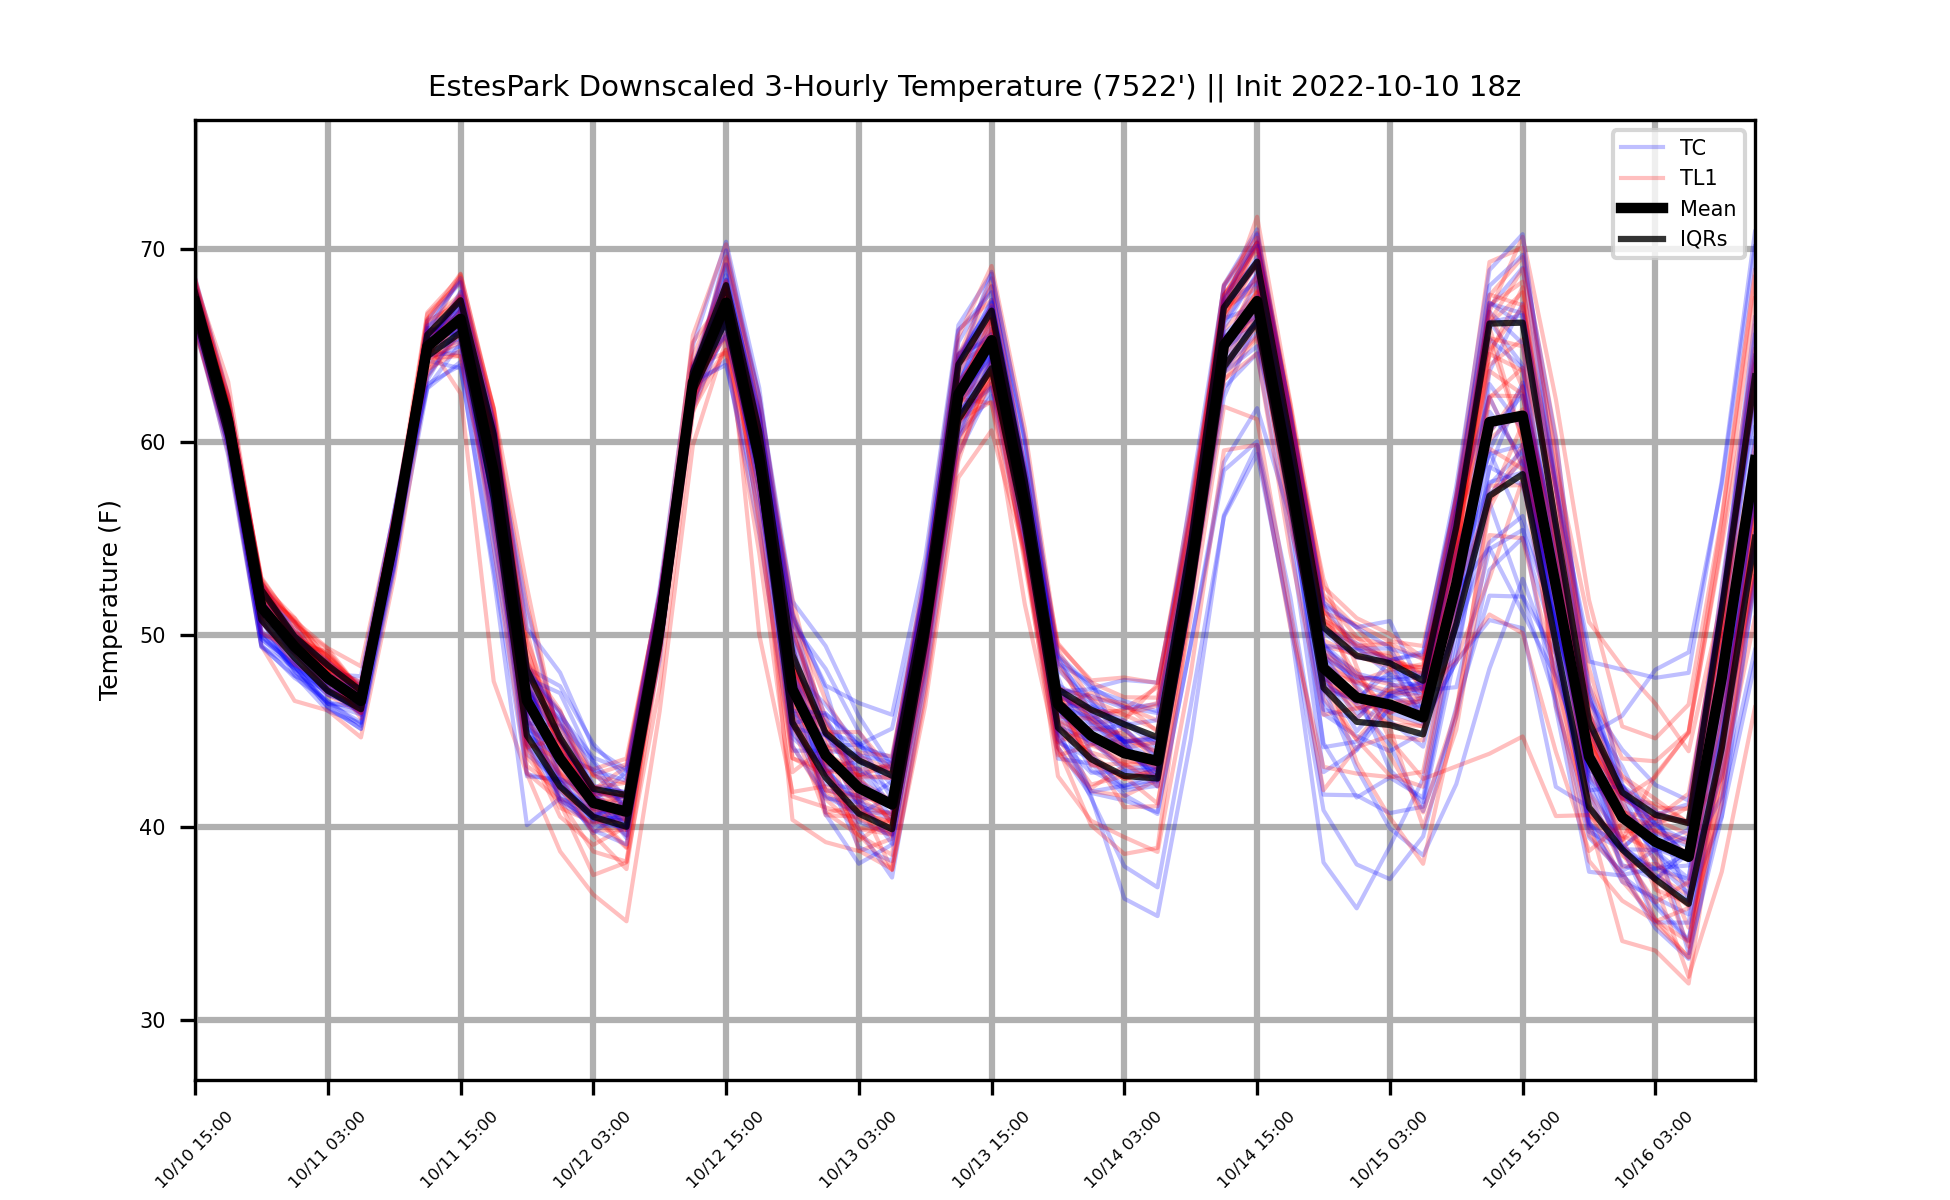 EstesPark Downscaled 3-Hourly Temperature (7522') || Init 2022-10-10 18z
TC
TL1
Mean
IQRs
Temperature (F)
70
60
50
40
30
10/10 15:00
10/11 03:00
10/11 15:00
10/12 03:00
10/12 15:00
10/13 03:00
10/13 15:00
10/14 03:00
10/14 15:00
10/15 03:00
10/15 15:00
10/16 03:00